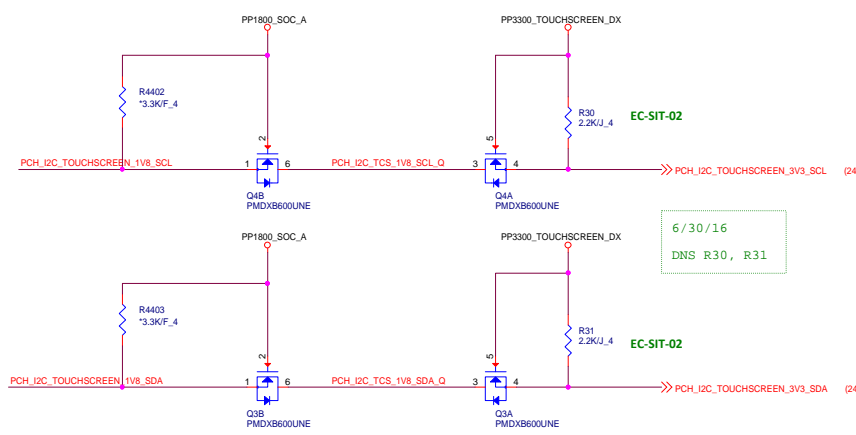 PP1800_SOC_A
PP3300_TOUCHSCREEN_DX
R4402
*3.3K/F_4
R30
2.2K/J_4
EC-SIT-02
2
5
PCH_I2C_TOUCHSCREEN_1V8_SCL
1
6
PCH_I2C_TCS_1V8_SCL_Q
3
4
PCH_I2C_TOUCHSCREEN_3V3_SCL
(24
Q4B
PMDXB600UNE
Q4A
PMDXB600UNE
6/30/16
DNS R30, R31
PP1800_SOC_A
PP3300_TOUCHSCREEN_DX
R4403
*3.3K/F_4
R31
2.2K/J_4
EC-SIT-02
2
5
PCH_I2C_TOUCHSCREEN_1V8_SDA
1
6
PCH_I2C_TCS_1V8_SDA_Q
3
4
PCH_I2C_TOUCHSCREEN_3V3_SDA
(24
Q3B
PMDXB600UNE
Q3A
PMDXB600UNE